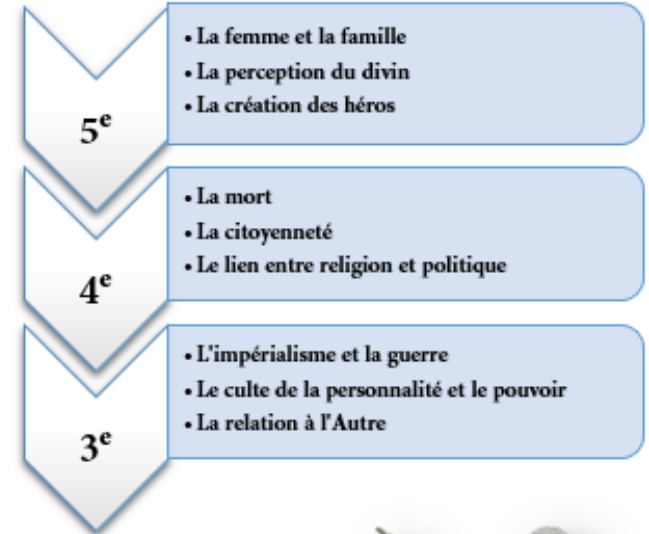 5e
• La femme et la famille
• La perception du divin
• La création des héros
4e
• La mort
• La citoyenneté
• Le lien entre religion et politique
3e
• L'impérialisme et la guerre
• Le culte de la personnalité et le pouvoir
• La relation à l'Autre